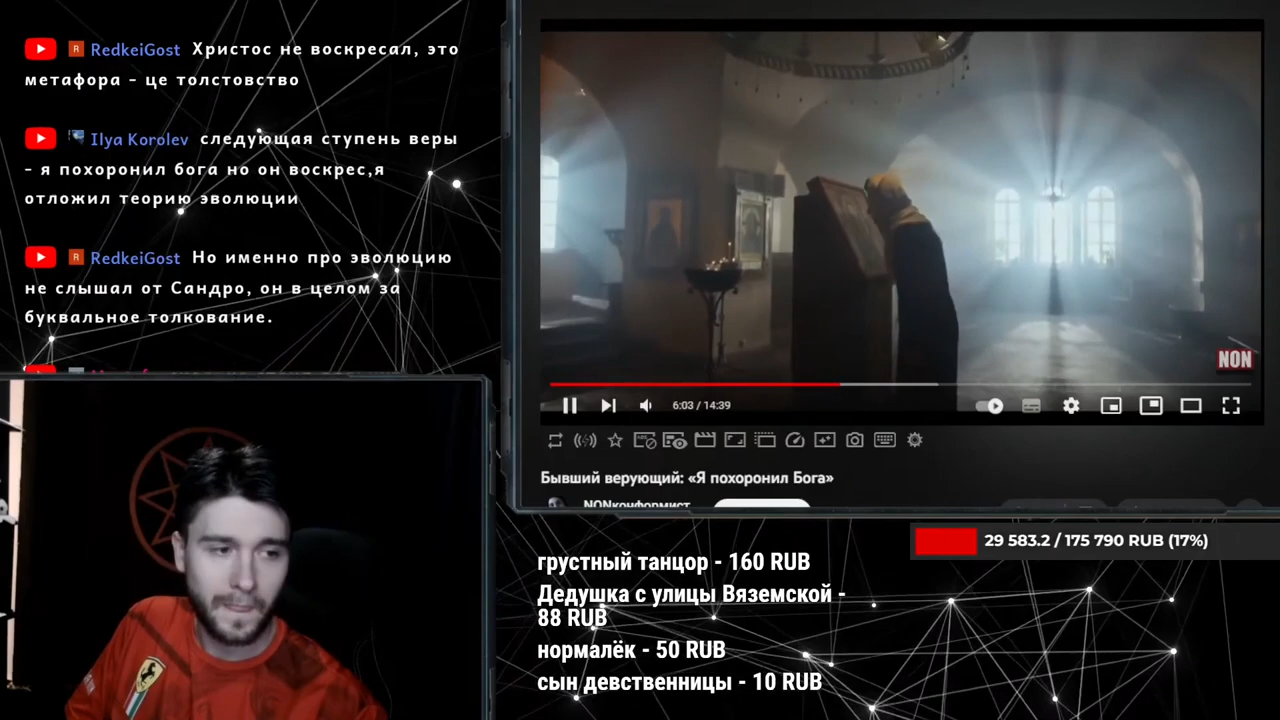 RedkeiGost Христос не воскресал, это
метафора - це толстовство
Ilya Korolev следующая ступень веры
- я похоронил бога но он воскрес,я
отложил теорию эволюции
RedkeiGost Но именно про эволюцию
не слышал от Сандро, он в целом за
буквальное толкование.
NON
6:03 / 14:39
Бывший верующий: «Я похоронил Бога»
NONконформист
29 583.2 / 175 790 RUB (17%)
грустный танцор - 160 RUB
Дедушка с улицы Вяземской -
88 RUB
нормалёк - 50 RUB
сын девственницы - 10 RUB